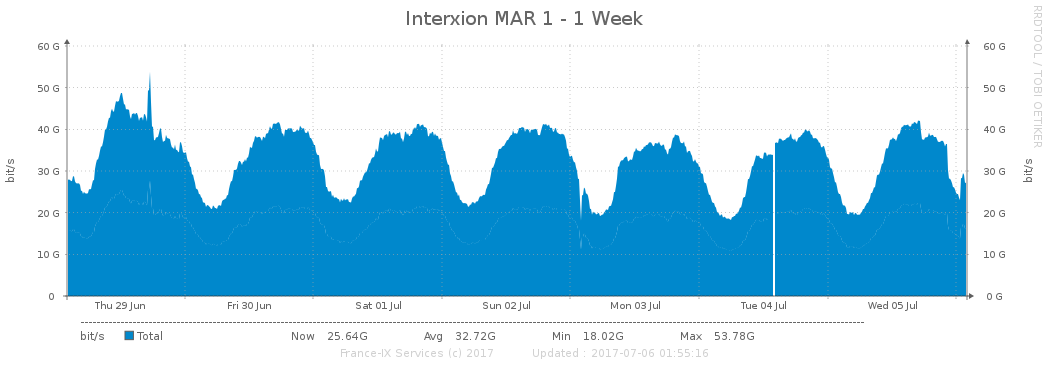 Interxion MAR 1 - 1 Week
RRDTOOL / TOBI OETIKER
bit/s
60 G 60 G
50 G 50 G
40 G 40 G
30 G 30 G
20 G 20 G
10 G 10 G
0 0 G
bit/s
Thu 29 Jun Fri 30 Jun Sat 01 Jul Sun 02 Jul Mon 03 Jul Tue 04 Jul Wed 05 Jul
bit/s Total Now 25.64G Avg 32.72G Min 18.02G Max 53.78G
France-IX Services (c) 2017 Updated : 2017-07-06 01:55:16